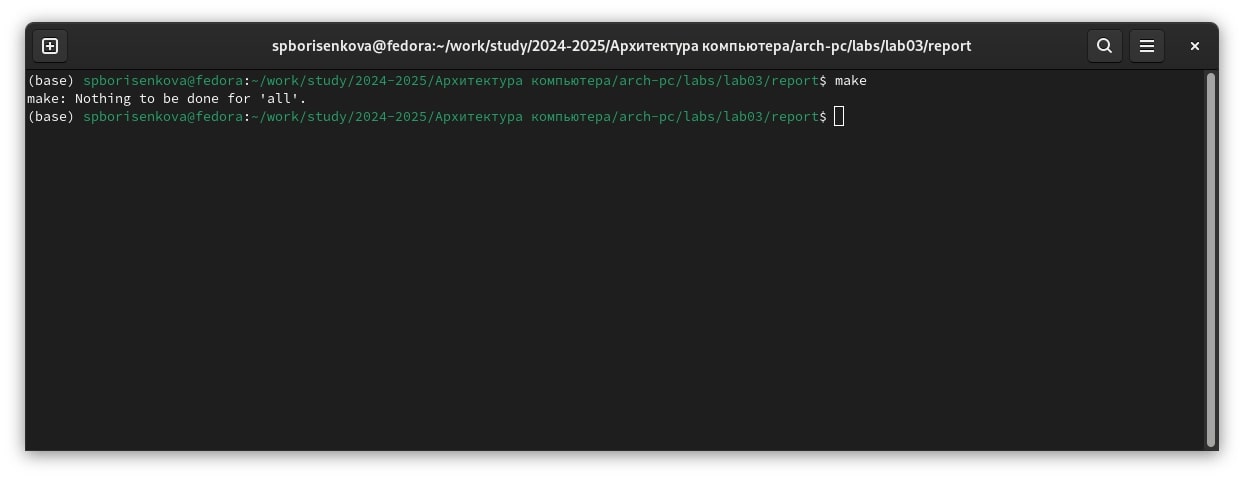 spborisenkova@fedora:~/work/study/2024-2025/Архитектура компьютера/arch-pc/labs/lab03/report
(base) spborisenkova@fedora:~/work/study/2024-2025/Архитектура компьютера/arch-pc/labs/lab03/report$ make
make: Nothing to be done for 'all'.
(base) spborisenkova@fedora:~/work/study/2024-2025/Архитектура компьютера/arch-pc/labs/lab03/report$